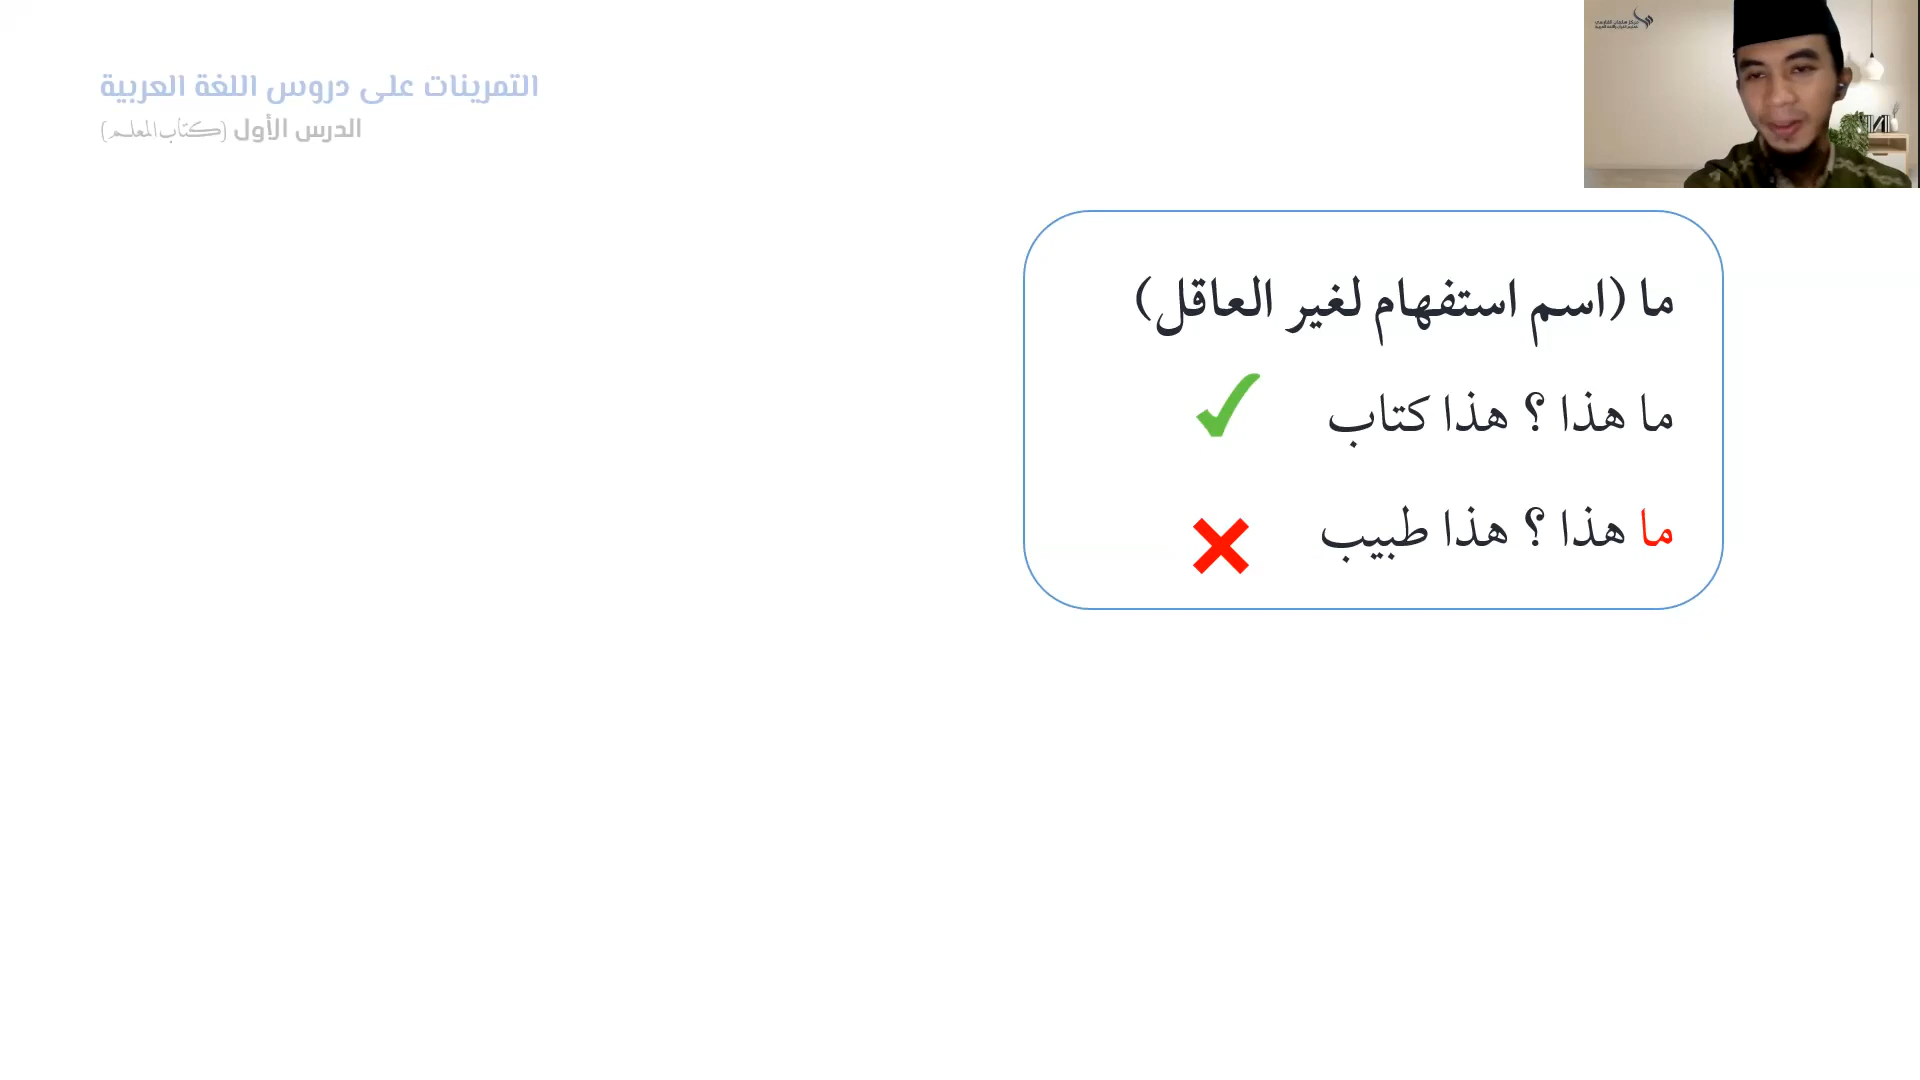 التمرينات على دروس اللغة العربية
الدرس الأول (كتاب المعلم)
ما (اسم استفهام لغير العاقل)
ما هذا ؟ هذا كتاب
ما هذا ؟ هذا طبيب